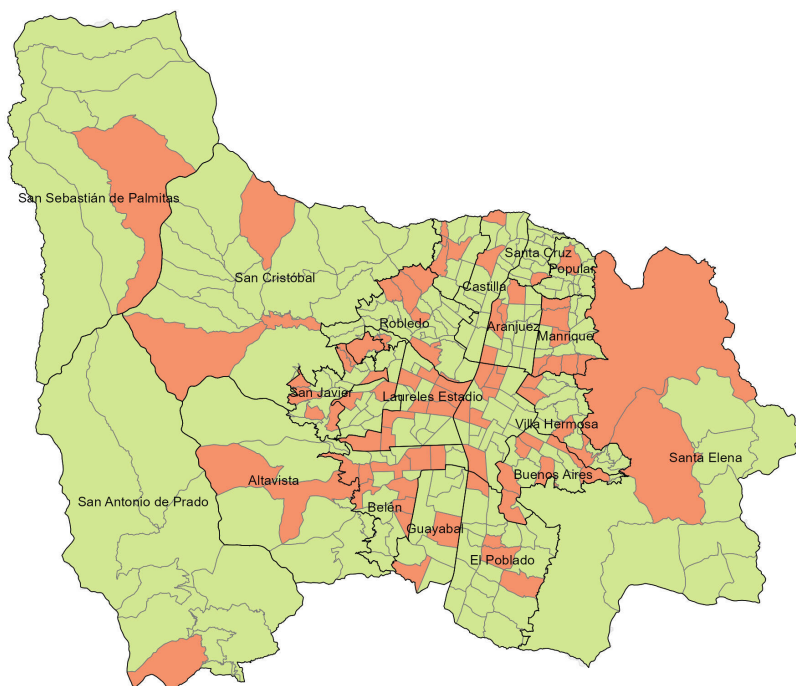 San Sebastián de Palmitas
San Cristóbal
Santa Cruz
Popular
Castilla
Robledo
Aranjuez
Manrique
San Javier
Laureles Estadio
Villa Hermosa
Santa Elena
Buenos Aires
Altavista
San Antonio de Prado
Belén
Guayabal
El Poblado